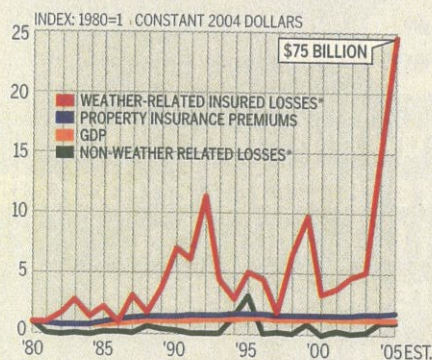 INDEX: 1980=1 CONSTANT 2004 DOLLARS
25
$75 BILLION
20
WEATHER-RELATED INSURED LOSSES*
PROPERTY INSURANCE PREMIUMS
GDP
NON-WEATHER RELATED LOSSES*
15
10
5
0
'80 '85 '90 '95 '00 '05 EST.